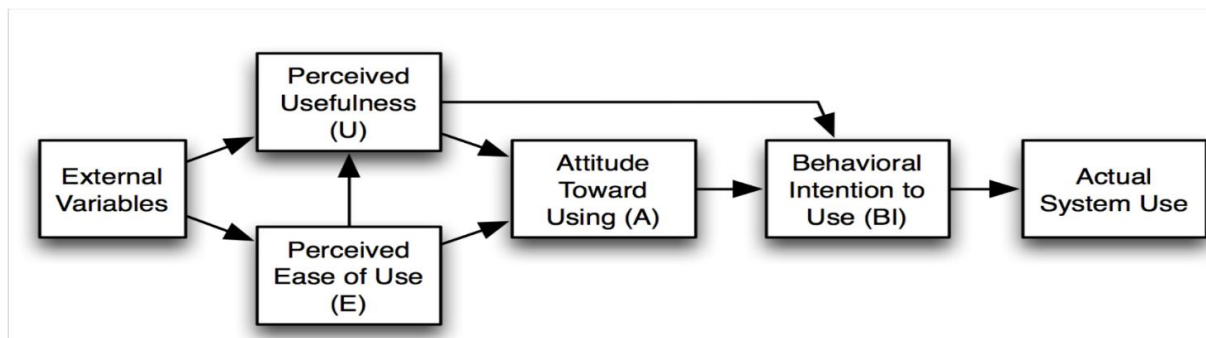 External
Variables
Perceived
Usefulness
(U)
Perceived
Ease of Use
(E)
Attitude
Toward
Using (A)
Behavioral
Intention to
Use (BI)
Actual
System Use